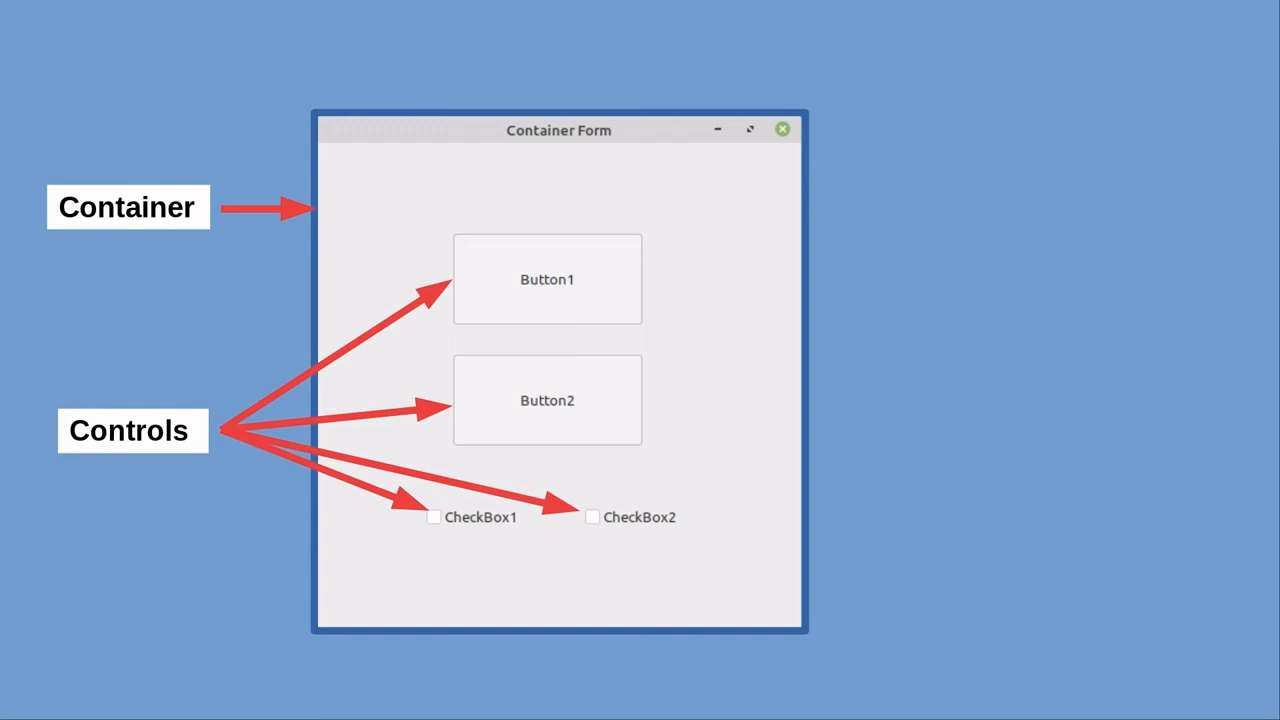 Container Form
Container
Button1
Button2
Controls
CheckBox1 CheckBox2